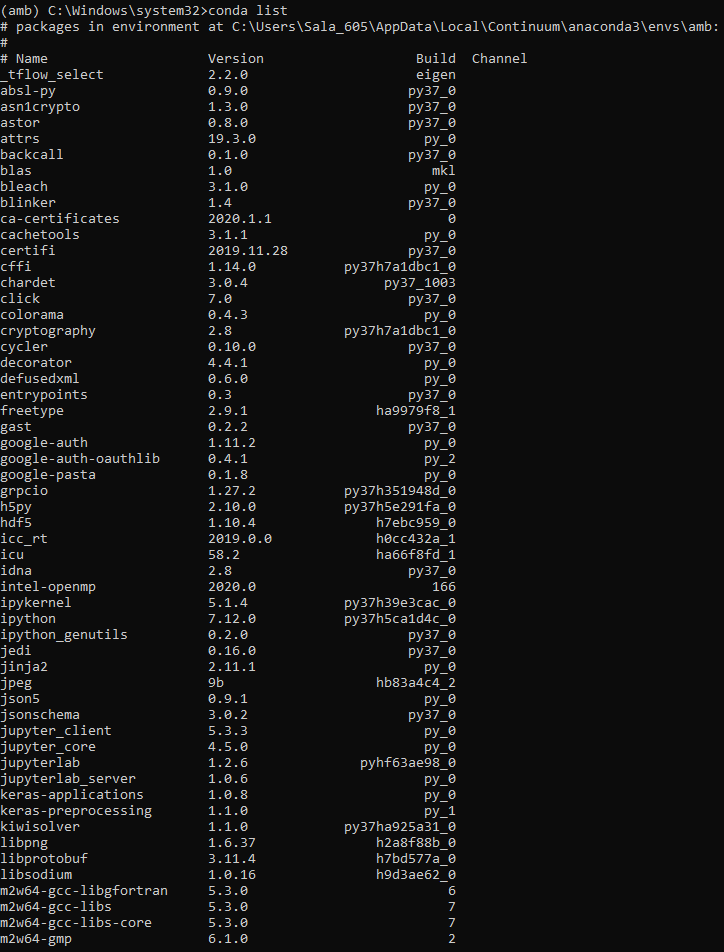 (amb) C:\Windows\system32>conda list
# packages in environment at C:\Users\Sala_605\AppData\Local\Continuum\anaconda3\envs\amb:
#
# Name                    Version                   Build  Channel
_tflow_select             2.2.0                     eigen
absl-py                   0.9.0                    py37_0
asn1crypto                1.3.0                    py37_0
astor                     0.8.0                    py37_0
attrs                     19.3.0                     py_0
backcall                  0.1.0                    py37_0
blas                      1.0                         mkl
bleach                    3.1.0                      py_0
blinker                   1.4                      py37_0
ca-certificates           2020.1.1                      0
cachetools                3.1.1                      py_0
certifi                   2019.11.28               py37_0
cffi                      1.14.0           py37h7a1dbc1_0
chardet                   3.0.4                 py37_1003
click                     7.0                      py37_0
colorama                  0.4.3                      py_0
cryptography              2.8              py37h7a1dbc1_0
cycler                    0.10.0                   py37_0
decorator                 4.4.1                      py_0
defusedxml                0.6.0                      py_0
entrypoints               0.3                      py37_0
freetype                  2.9.1                ha9979f8_1
gast                      0.2.2                    py37_0
google-auth               1.11.2                     py_0
google-auth-oauthlib      0.4.1                      py_2
google-pasta              0.1.8                      py_0
grpcio                    1.27.2           py37h351948d_0
h5py                      2.10.0           py37h5e291fa_0
hdf5                      1.10.4               h7ebc959_0
icc_rt                    2019.0.0             h0cc432a_1
icu                       58.2                 ha66f8fd_1
idna                      2.8                      py37_0
intel-openmp              2020.0                      166
ipykernel                 5.1.4            py37h39e3cac_0
ipython                   7.12.0           py37h5ca1d4c_0
ipython_genutils          0.2.0                    py37_0
jedi                      0.16.0                   py37_0
jinja2                    2.11.1                     py_0
jpeg                      9b                   hb83a4c4_2
json5                     0.9.1                      py_0
jsonschema                3.0.2                    py37_0
jupyter_client            5.3.3                      py_0
jupyter_core              4.5.0                      py_0
jupyterlab                1.2.6              pyhf63ae98_0
jupyterlab_server         1.0.6                      py_0
keras-applications        1.0.8                      py_0
keras-preprocessing       1.1.0                      py_1
kiwisolver                1.1.0            py37ha925a31_0
libpng                    1.6.37               h2a8f88b_0
libprotobuf               3.11.4               h7bd577a_0
libsodium                 1.0.16               h9d3ae62_0
m2w64-gcc-libgfortran     5.3.0                         6
m2w64-gcc-libs            5.3.0                         7
m2w64-gcc-libs-core       5.3.0                         7
m2w64-gmp                 6.1.0                         2